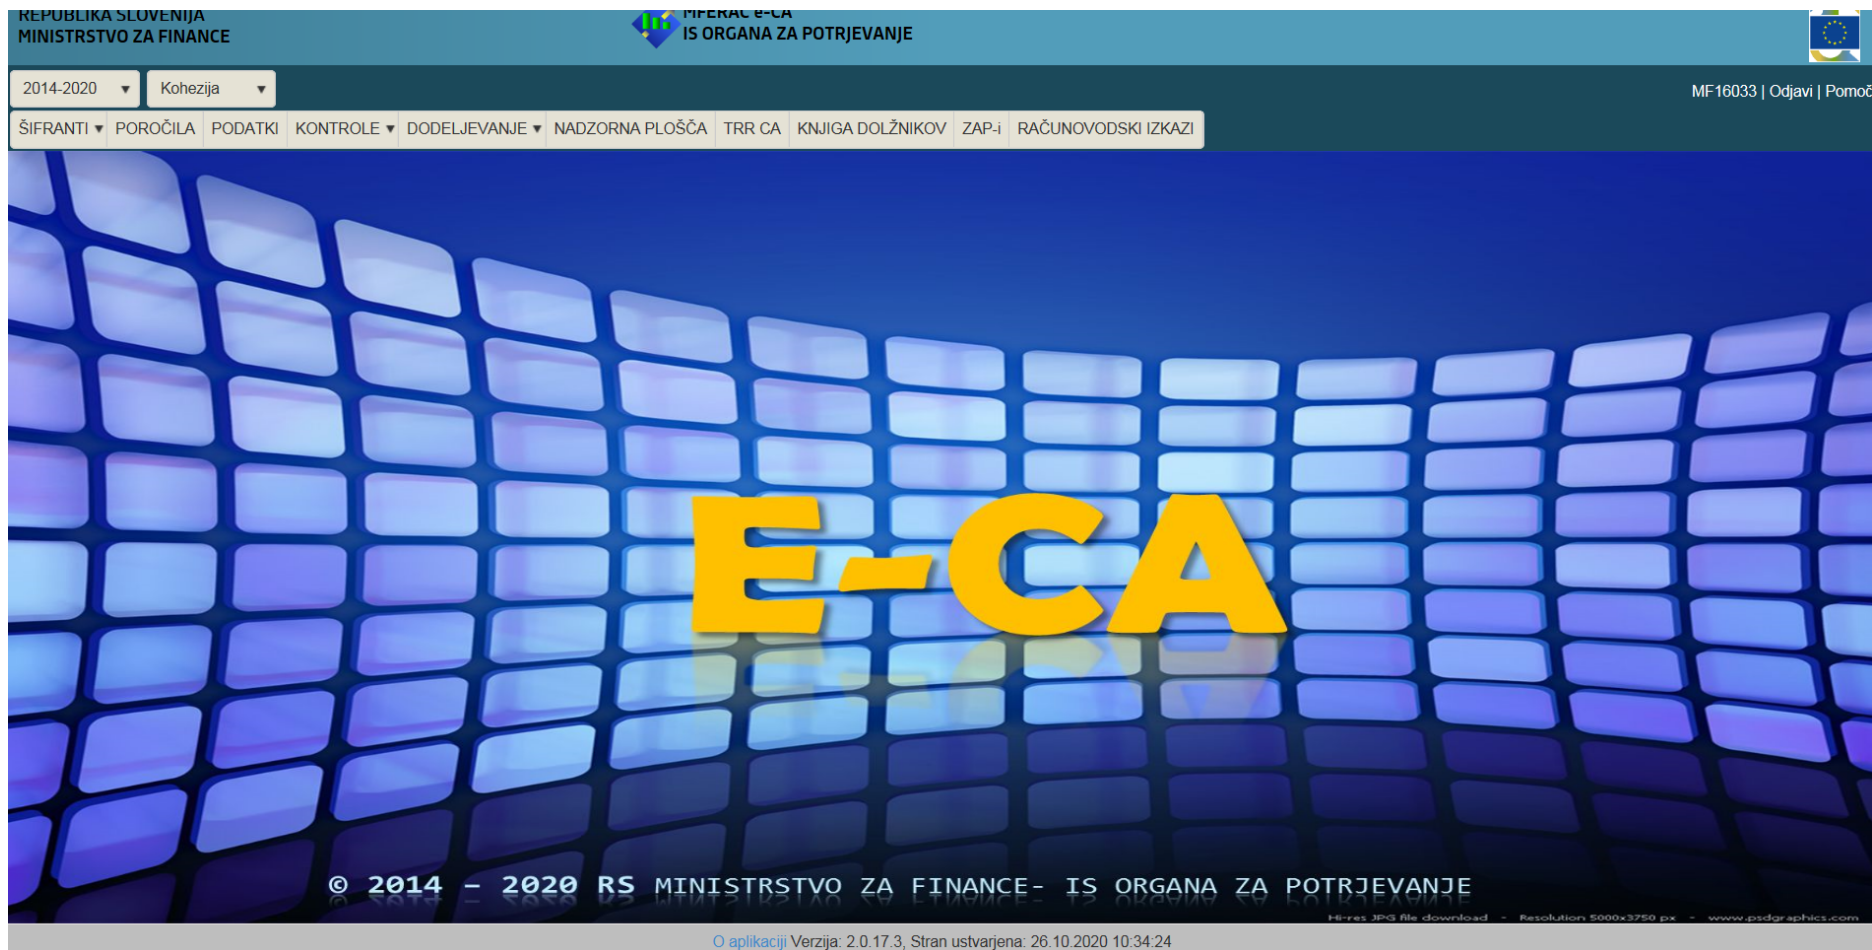 REPUBLIKA SLOVENIJA
MINISTRSTVO ZA FINANCE
MFERAC e-CA
IS ORGANA ZA POTRJEVANJE
2014-2020 Kohezija
MF16033 | Odjavi | Pomoč
ŠIFRANTI POROČILA PODATKI KONTROLE DODELJEVANJE NADZORNA PLOŠČA TRR CA KNJIGA DOLŽNIKOV ZAP-i RAČUNOVODSKI IZKAZI
E-CA
© 2014 – 2020 RS MINISTRSTVO ZA FINANCE- IS ORGANA ZA POTRJEVANJE
Hi-res JPG file download - Resolution 5000x3750 px - www.psdgraphics.com
O aplikaciji Verzija: 2.0.17.3, Stran ustvarjena: 26.10.2020 10:34:24